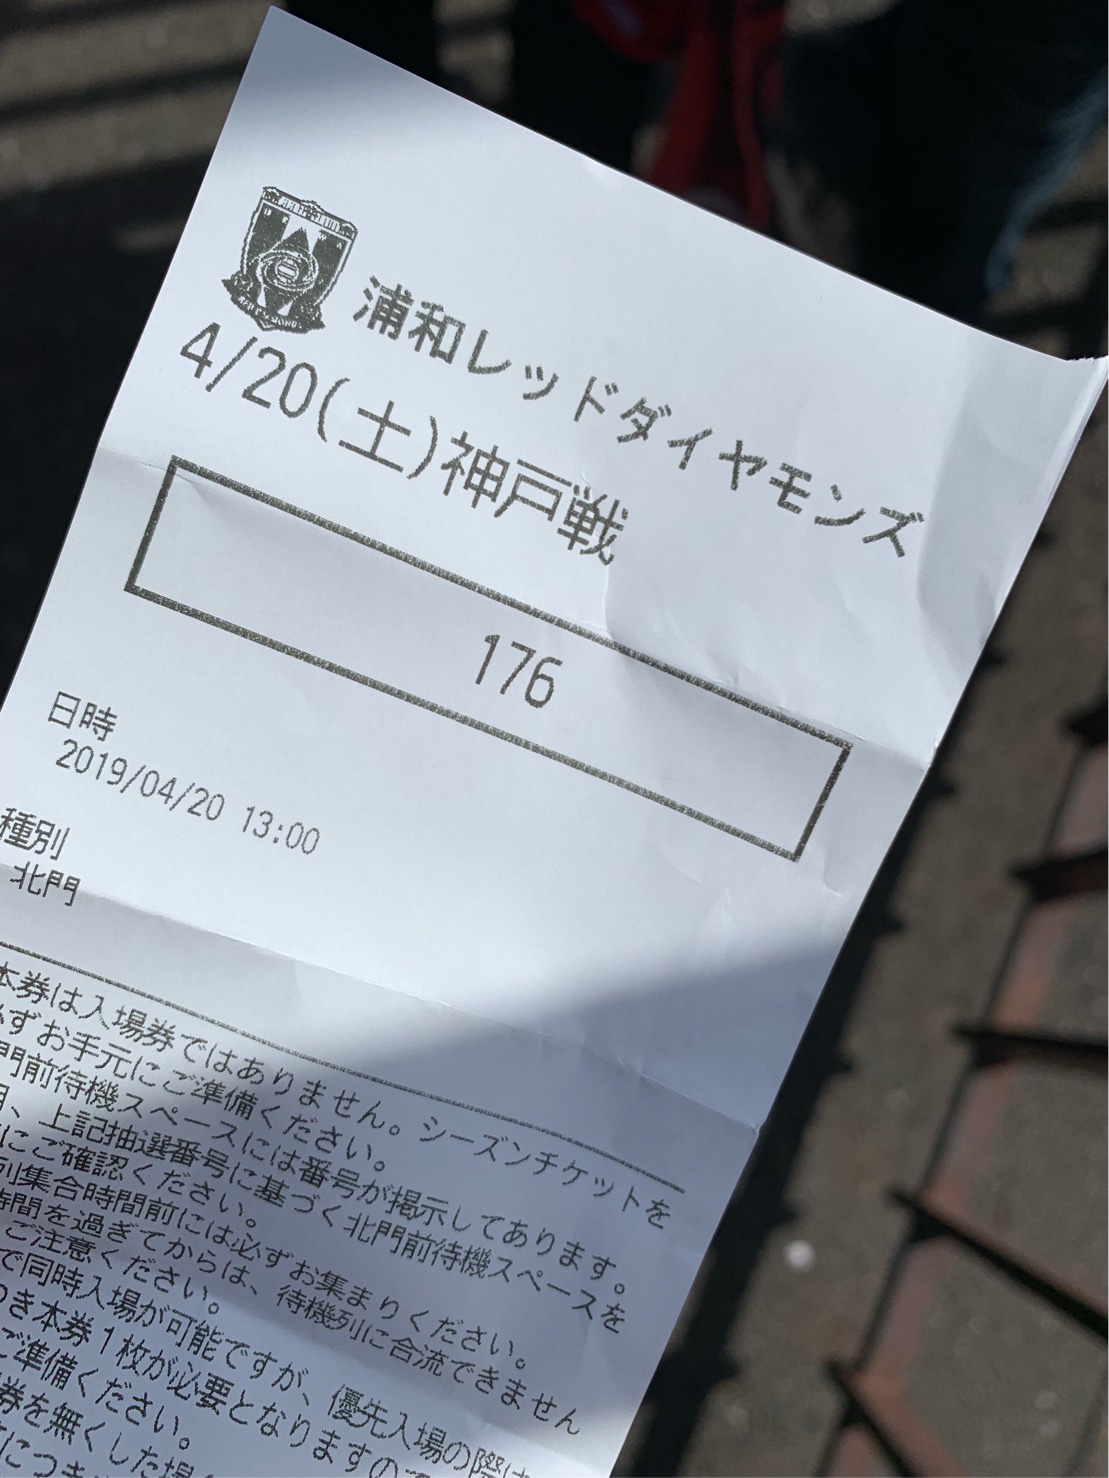 浦和レッドダイヤモンズ
4/20(土)神戸戦
176
日時
2019/04/20 13:00
種別
北門
本券は入場券ではありません。シーズンチケットを
必ずお手元にご準備ください。
門前待機スペースには番号が掲示してあります。
、上記抽選番号に基づく北門前待機スペースを
にご確認ください。
列集合時間前には必ずお集まりください。
時間を過ぎてからは、待機列に合流できません
ご注意ください。
で同時入場が可能ですが、優先入場の際は
つき本券1枚が必要となりますので
ご準備ください。
券を無くした場
につき